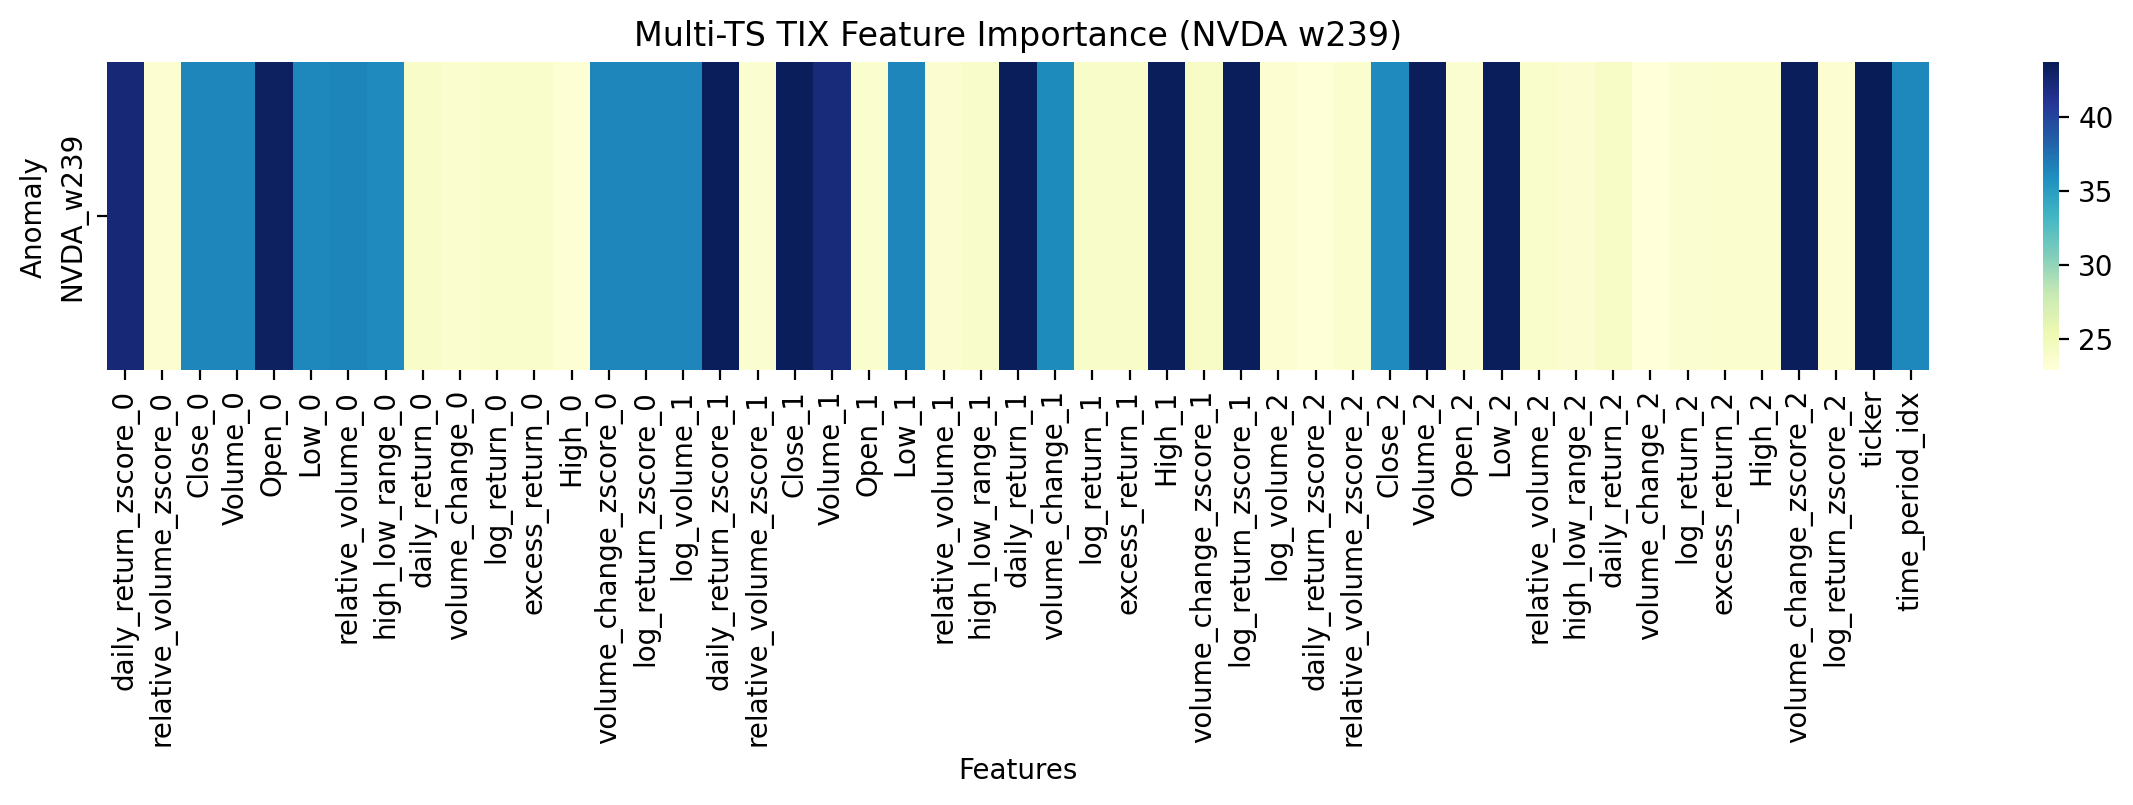 Multi-TS TIX Feature Importance (NVDA w239)
Anomaly
NVDA_w239
40
35
30
25
daily_return_zscore_0
relative_volume_zscore_0
Close_0
Volume_0
Open_0
Low_0
relative_volume_0
high_low_range_0
daily_return_0
volume_change_0
log_return_0
excess_return_0
High_0
volume_change_zscore_0
log_return_zscore_0
log_volume_1
daily_return_zscore_1
relative_volume_zscore_1
Close_1
Volume_1
Open_1
Low_1
relative_volume_1
high_low_range_1
daily_return_1
volume_change_1
log_return_1
excess_return_1
High_1
volume_change_zscore_1
log_return_zscore_1
log_volume_2
daily_return_zscore_2
relative_volume_zscore_2
Close_2
Volume_2
Open_2
Low_2
relative_volume_2
high_low_range_2
daily_return_2
volume_change_2
log_return_2
excess_return_2
High_2
volume_change_zscore_2
log_return_zscore_2
ticker
time_period_idx
Features